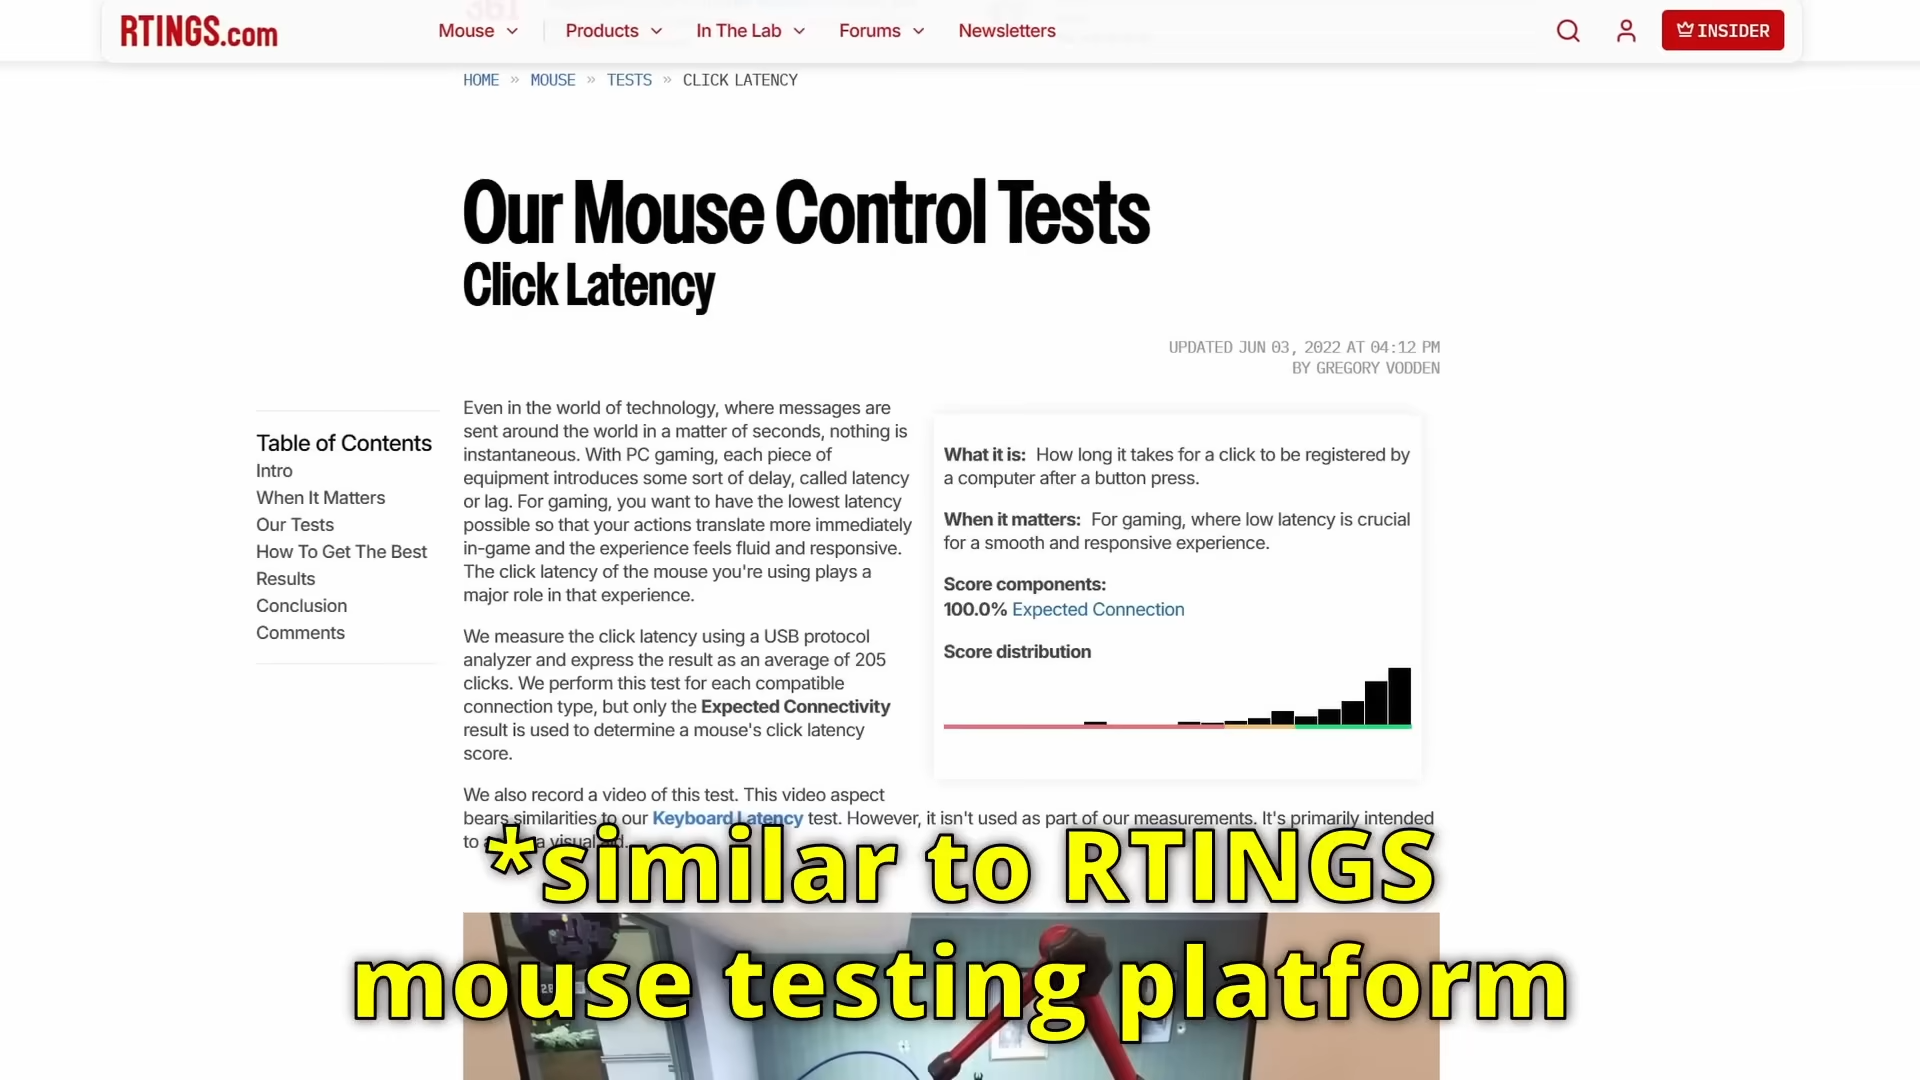 RTINGS.com
Mouse
Products
In The Lab
Forums
Newsletters
INSIDER
HOME » MOUSE » TESTS » CLICK LATENCY
Our Mouse Control Tests
Click Latency
UPDATED JUN 03, 2022 AT 04:12 PM
BY GREGORY VODDEN
Table of Contents
Intro
When It Matters
Our Tests
How To Get The Best
Results
Conclusion
Comments
Even in the world of technology, where messages are
sent around the world in a matter of seconds, nothing is
instantaneous. With PC gaming, each piece of
equipment introduces some sort of delay, called latency
or lag. For gaming, you want to have the lowest latency
possible so that your actions translate more immediately
in-game and the experience feels fluid and responsive.
The click latency of the mouse you're using plays a
major role in that experience.
We measure the click latency using a USB protocol
analyzer and express the result as an average of 205
clicks. We perform this test for each compatible
connection type, but only the Expected Connectivity
result is used to determine a mouse's click latency
score.
What it is: How long it takes for a click to be registered by
a computer after a button press.
When it matters: For gaming, where low latency is crucial
for a smooth and responsive experience.
Score components:
100.0% Expected Connection
Score distribution
We also record a video of this test. This video aspect
bears similarities to our Keyboard Latency test. However, it isn't used as part of our measurements. It's primarily intended
to a visual
*similar to RTINGS
mouse testing platform